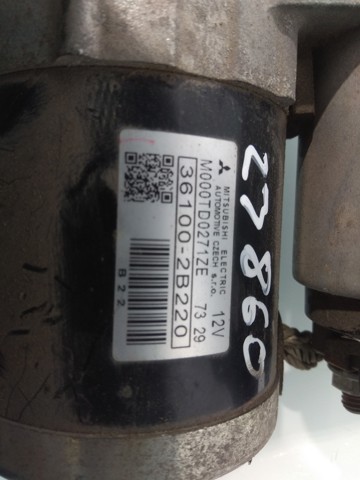 MITSUBISHI ELECTRIC
AUTOMOTIVE CZECH s.r.o. 12V
M000TD0271ZE 73 29
36100-2B220
B22
27860